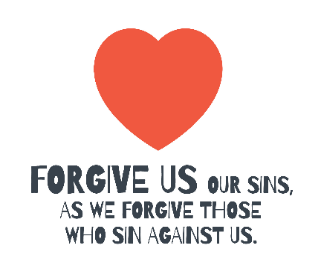 FORGIVE US OUR SINS,
AS WE FORGIVE THOSE
WHO SIN AGAINST US.